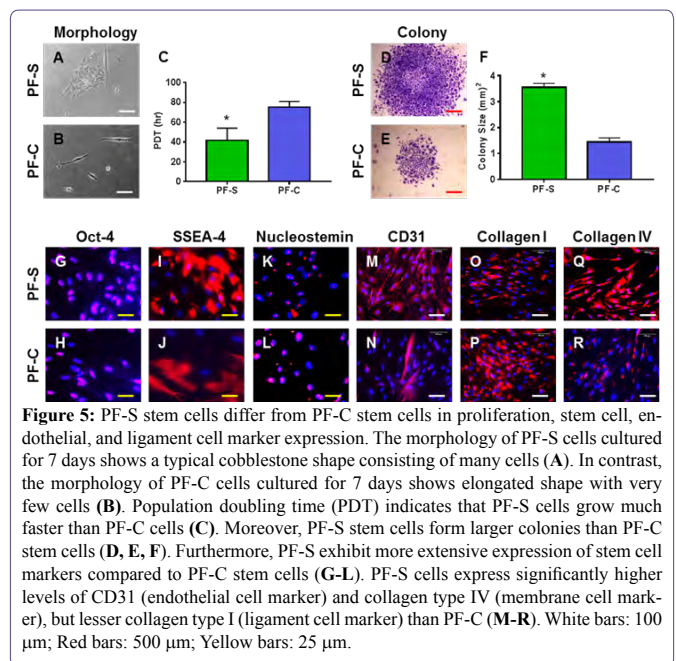 Morphology
Colony
PF-S
A
C
PDT (hr)
100
80
60
40
20
0
*
PF-S
PF-C
PF-S
D
F
Colony Size (mm)²
4
3
2
1
0
*
PF-S
PF-C
PF-C
B
PF-C
E
Oct-4
SSEA-4
Nucleostemin
CD31
Collagen I
Collagen IV
PF-S
G
I
K
M
O
Q
PF-C
H
J
L
N
P
R
Figure 5: PF-S stem cells differ from PF-C stem cells in proliferation, stem cell, en-
dothelial, and ligament cell marker expression. The morphology of PF-S cells cultured
for 7 days shows a typical cobblestone shape consisting of many cells (A). In contrast,
the morphology of PF-C cells cultured for 7 days shows elongated shape with very
few cells (B). Population doubling time (PDT) indicates that PF-S cells grow much
faster than PF-C cells (C). Moreover, PF-S stem cells form larger colonies than PF-C
stem cells (D, E, F). Furthermore, PF-S exhibit more extensive expression of stem cell
markers compared to PF-C stem cells (G-L). PF-S cells express significantly higher
levels of CD31 (endothelial cell marker) and collagen type IV (membrane cell mark-
er), but lesser collagen type I (ligament cell marker) than PF-C (M-R). White bars: 100
μm; Red bars: 500 μm; Yellow bars: 25 μm.